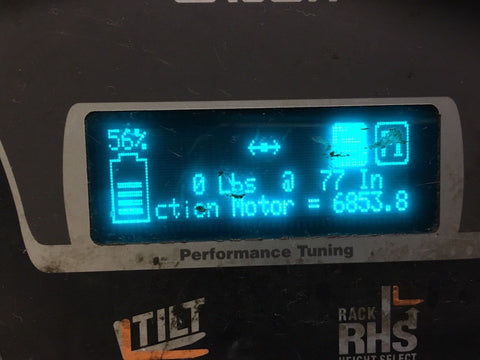 56%
0 Lbs @ 77 In
ction Motor = 6853.8
Performance Tuning
TILT
RACK
RHS
HEIGHT SELECT